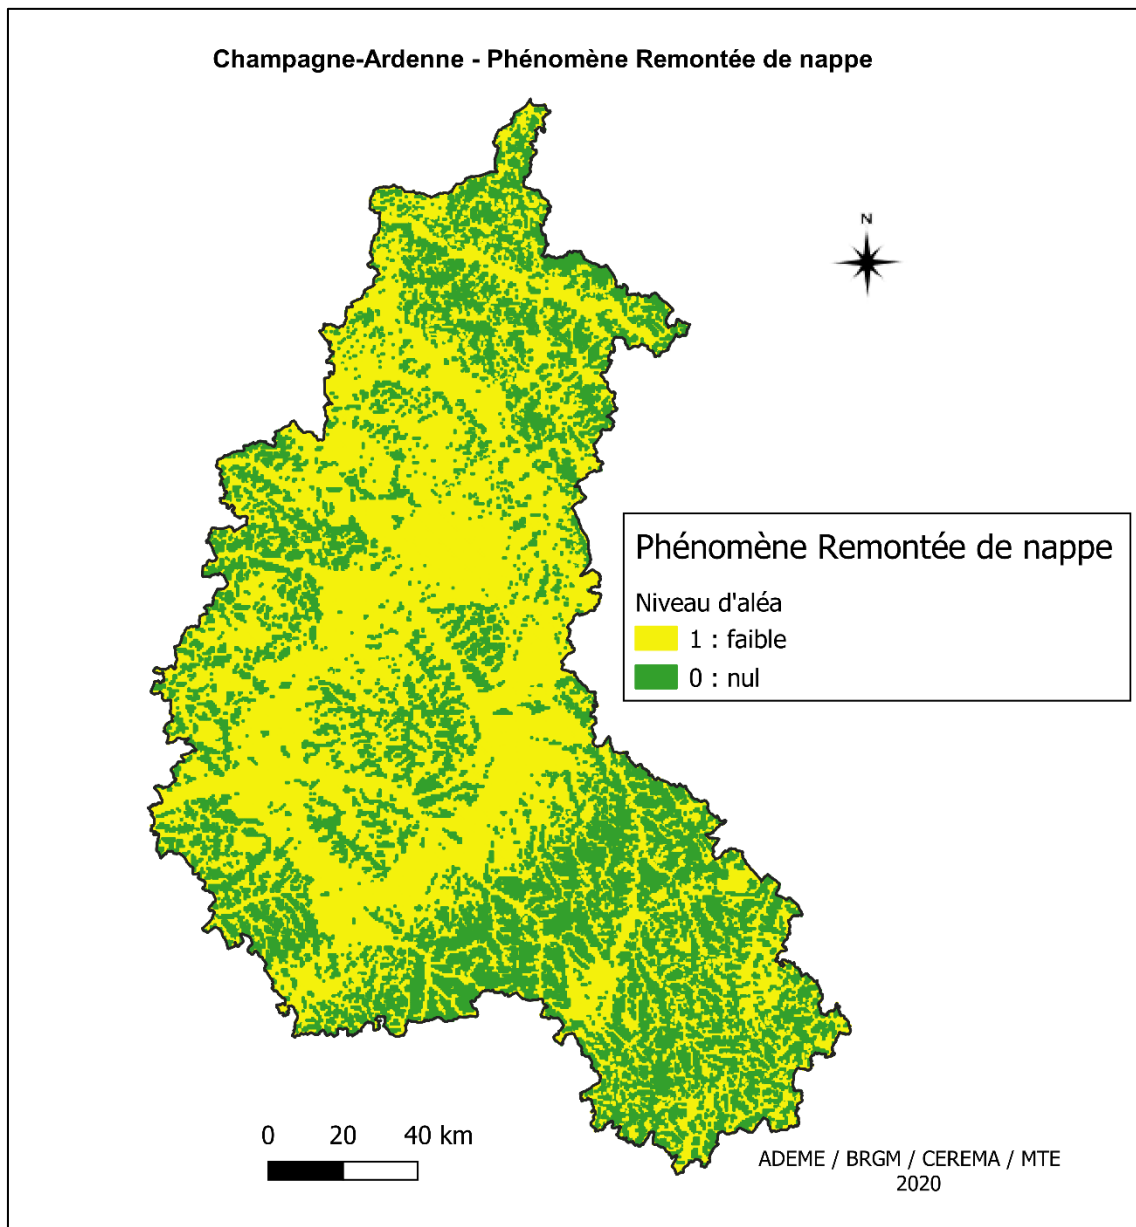 Champagne-Ardenne - Phénomène Remontée de nappe
N
Phénomène Remontée de nappe
Niveau d'aléa
1 : faible
0 : nul
0 20 40 km
ADEME / BRGM / CEREMA / MTE
2020